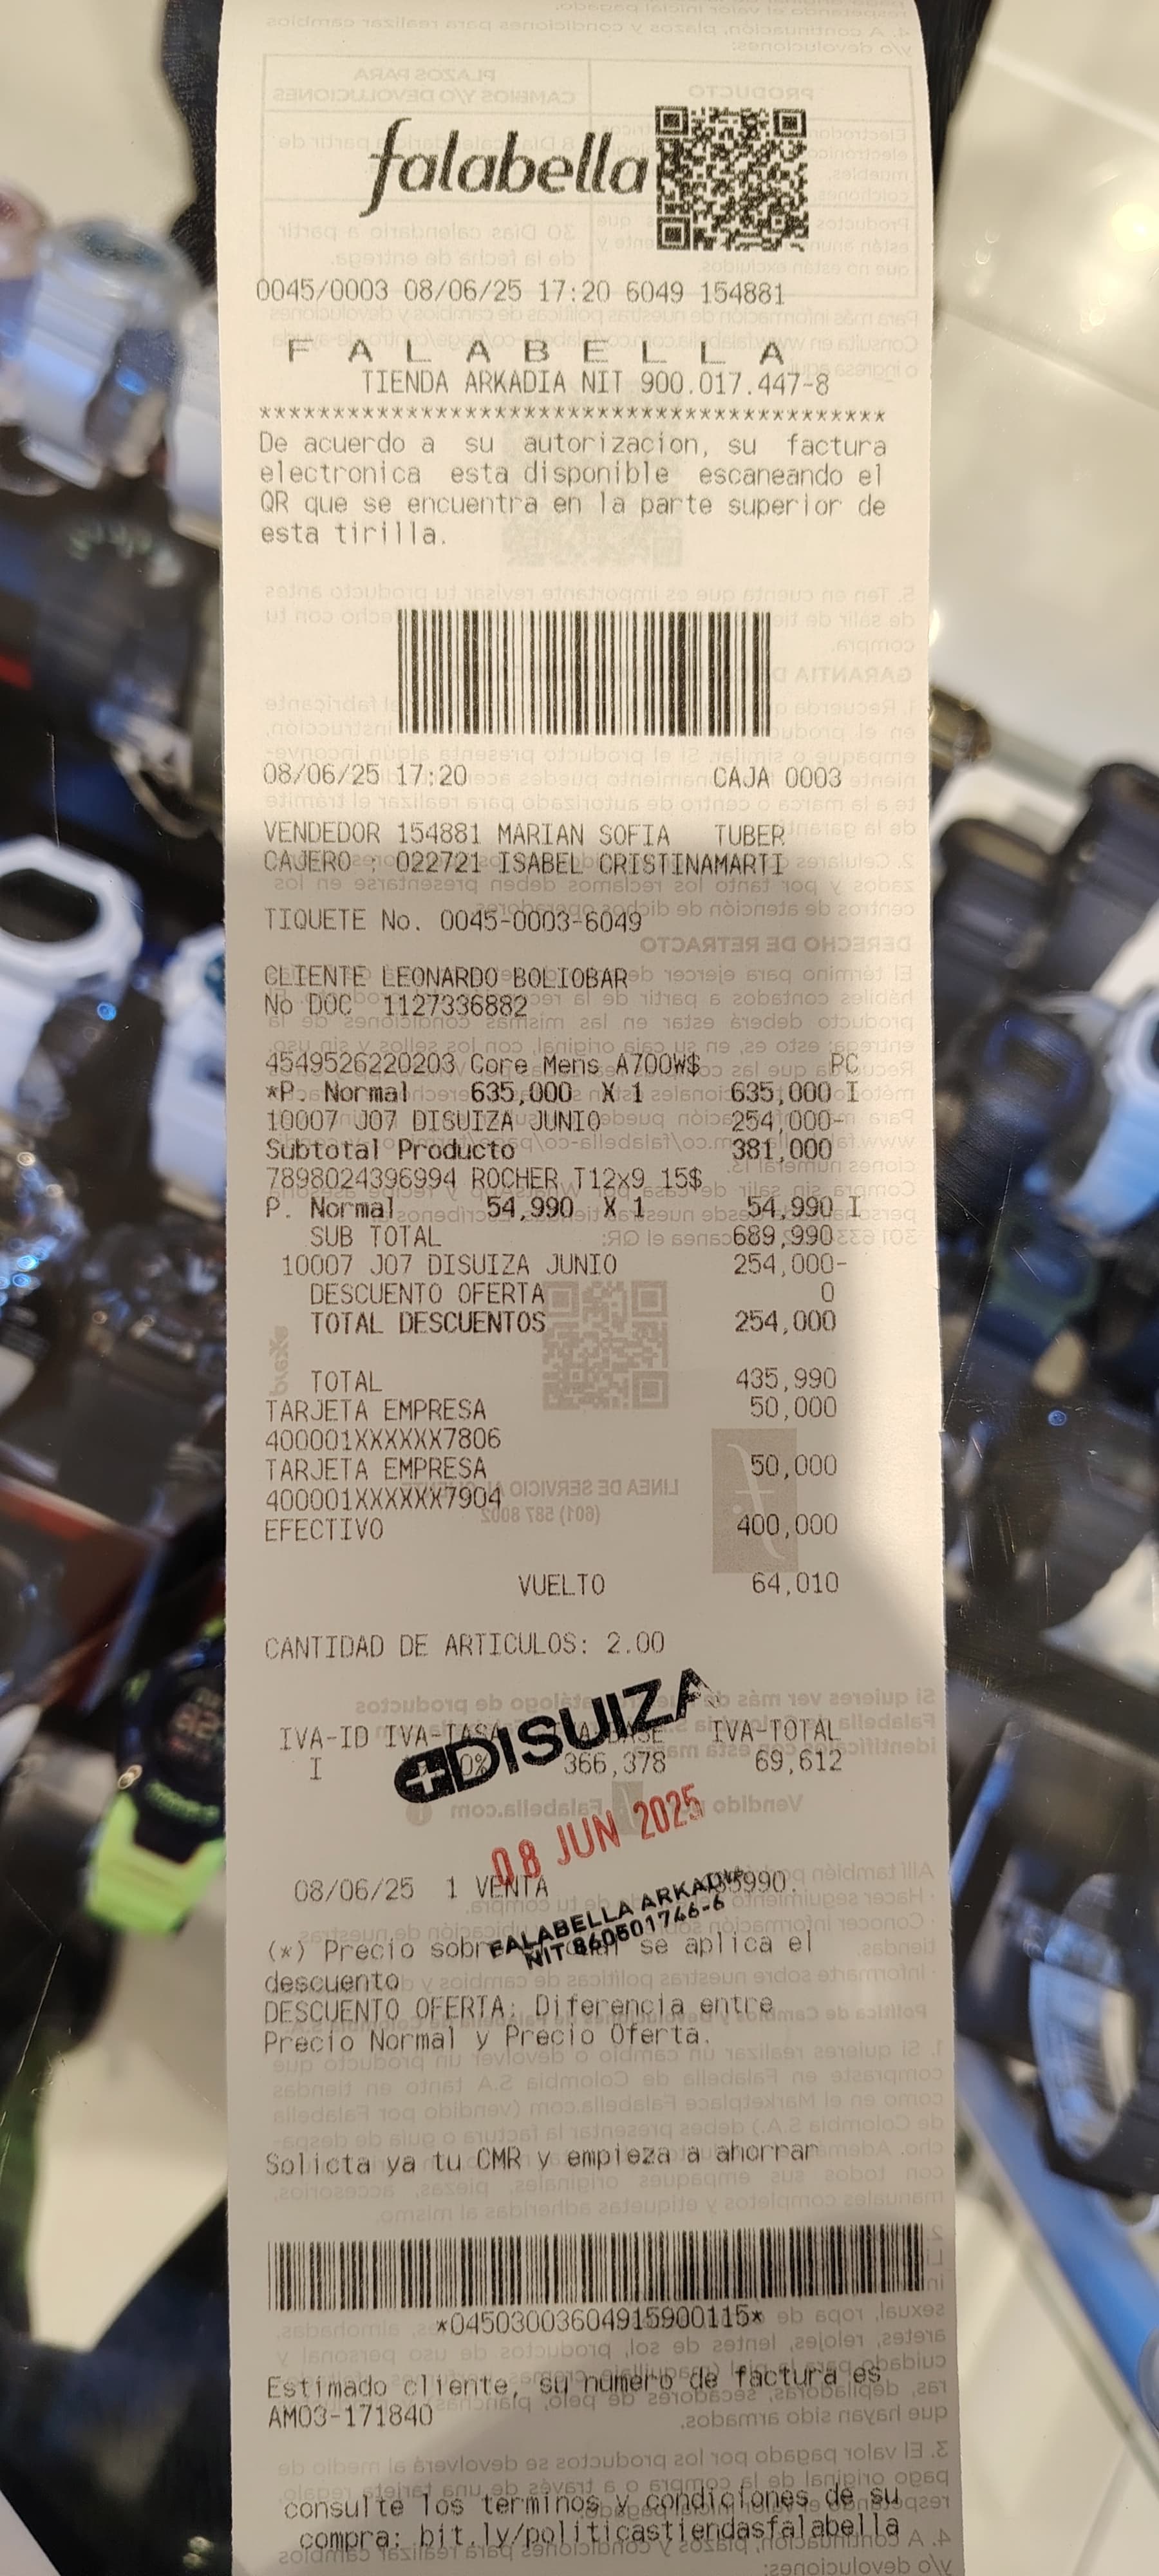 falabella
0045/0003 08/06/25 17:20 6049 154881
F A L A B E L L A
TIENDA ARKADIA NIT 900.017.447-8
*******************************************
De acuerdo a su autorizacion, su factura
electronica esta disponible escaneando el
QR que se encuentra en la parte superior de
esta tirilla.
08/06/25 17:20 CAJA 0003
VENDEDOR 154881 MARIAN SOFIA TUBER
CAJERO : 022721 ISABEL CRISTINAMARTI
TIQUETE No. 0045-0003-6049
CLIENTE LEONARDO BOLIOBAR
No DOC 1127336882
4549526220203 Core Mens A700W$ PC
*P. Normal 635,000 X 1 635,000 I
10007 J07 DISUIZA JUNIO 254,000-
Subtotal Producto 381,000
7898024396994 ROCHER T12x9 15$
P. Normal 54,990 X 1 54,990 I
SUB TOTAL 689,990
10007 J07 DISUIZA JUNIO 254,000-
DESCUENTO OFERTA 0
TOTAL DESCUENTOS 254,000
TOTAL 435,990
TARJETA EMPRESA 50,000
400001XXXXXX7806
TARJETA EMPRESA 50,000
400001XXXXXX7904
EFECTIVO 400,000
VUELTO 64,010
CANTIDAD DE ARTICULOS: 2.00
DISUIZA
IVA-ID IVA-TASA IVA-TOTAL
I 366,378 69,612
08 JUN 2025
08/06/25 1 VENTA
FALABELLA ARKADIA
NIT 860501746-6
(*) Precio sobre se aplica el
descuento
DESCUENTO OFERTA: Diferencia entre
Precio Normal y Precio Oferta.
Solicta ya tu CMR y empieza a ahorrar
*04503003604915900115*
Estimado cliente, su numero de factura es
AM03-171840
consulte los terminos y condiciones de su
compra: bit.ly/politicastiendasfalabella